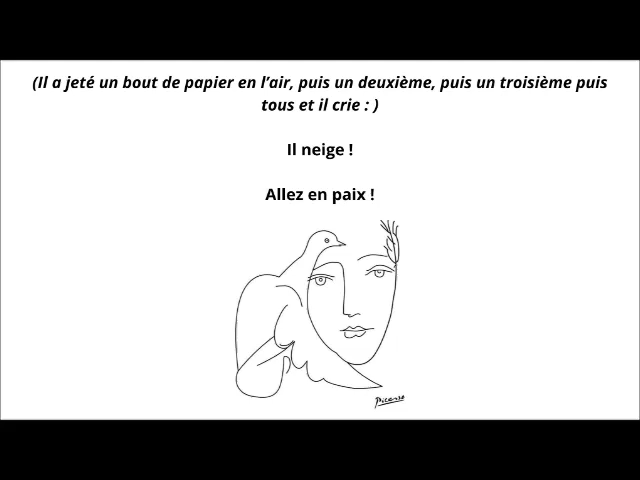 (Il a jeté un bout de papier en l’air, puis un deuxième, puis un troisième puis
tous et il crie : )
Il neige !
Allez en paix !
Picasso